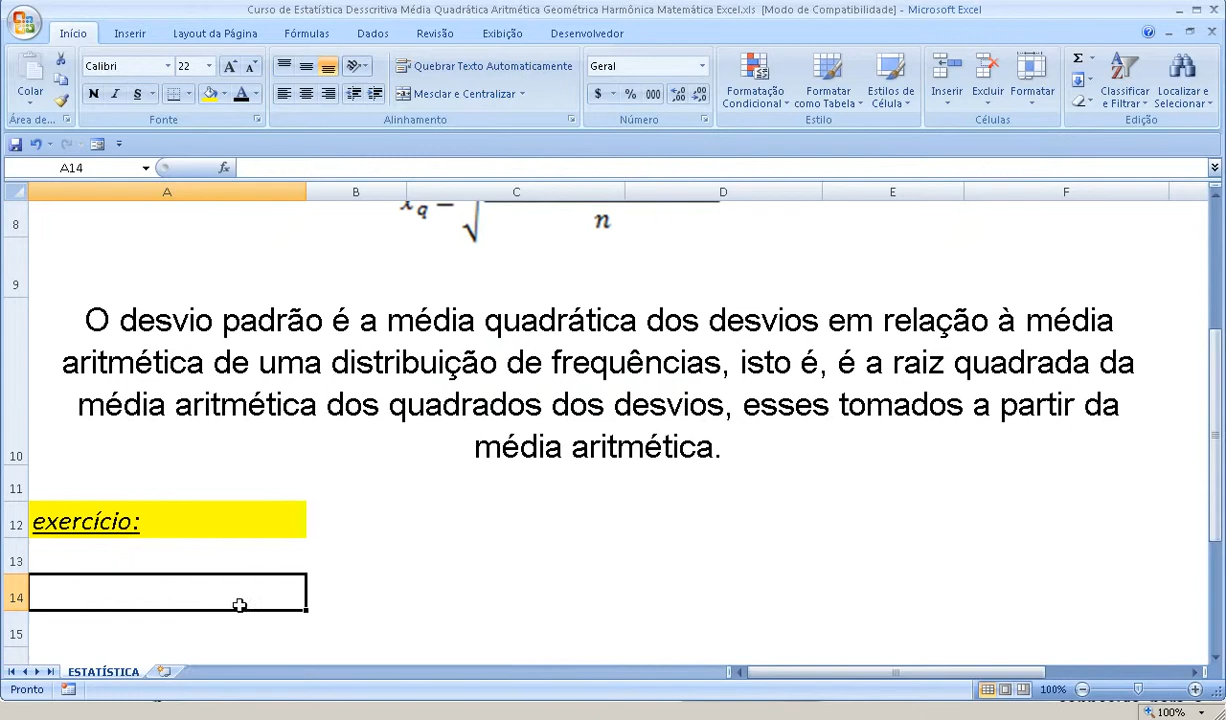 Curso de Estatística Desscritiva Média Quadrática Aritmética Geométrica Harmônica Matemática Excel.xls [Modo de Compatibilidade] - Microsoft Excel
Início Inserir Layout da Página Fórmulas Dados Revisão Exibição Desenvolvedor
Calibri 22 A A Quebrar Texto Automaticamente Geral
Colar N I S A Mesclar e Centralizar $ % 000 Formatação Condicional Formatar como Tabela Estilos de Célula Inserir Excluir Formatar Σ Classificar e Filtrar Localizar e Selecionar
Área de... Fonte Alinhamento Número Estilo Células Edição
A14 fx
A B C D E F
8 x q = √ n
9
O desvio padrão é a média quadrática dos desvios em relação à média
aritmética de uma distribuição de frequências, isto é, é a raiz quadrada da
média aritmética dos quadrados dos desvios, esses tomados a partir da
10 média aritmética.
11
12 exercício:
13
14
15
ESTATÍSTICA
Pronto 100%
100%